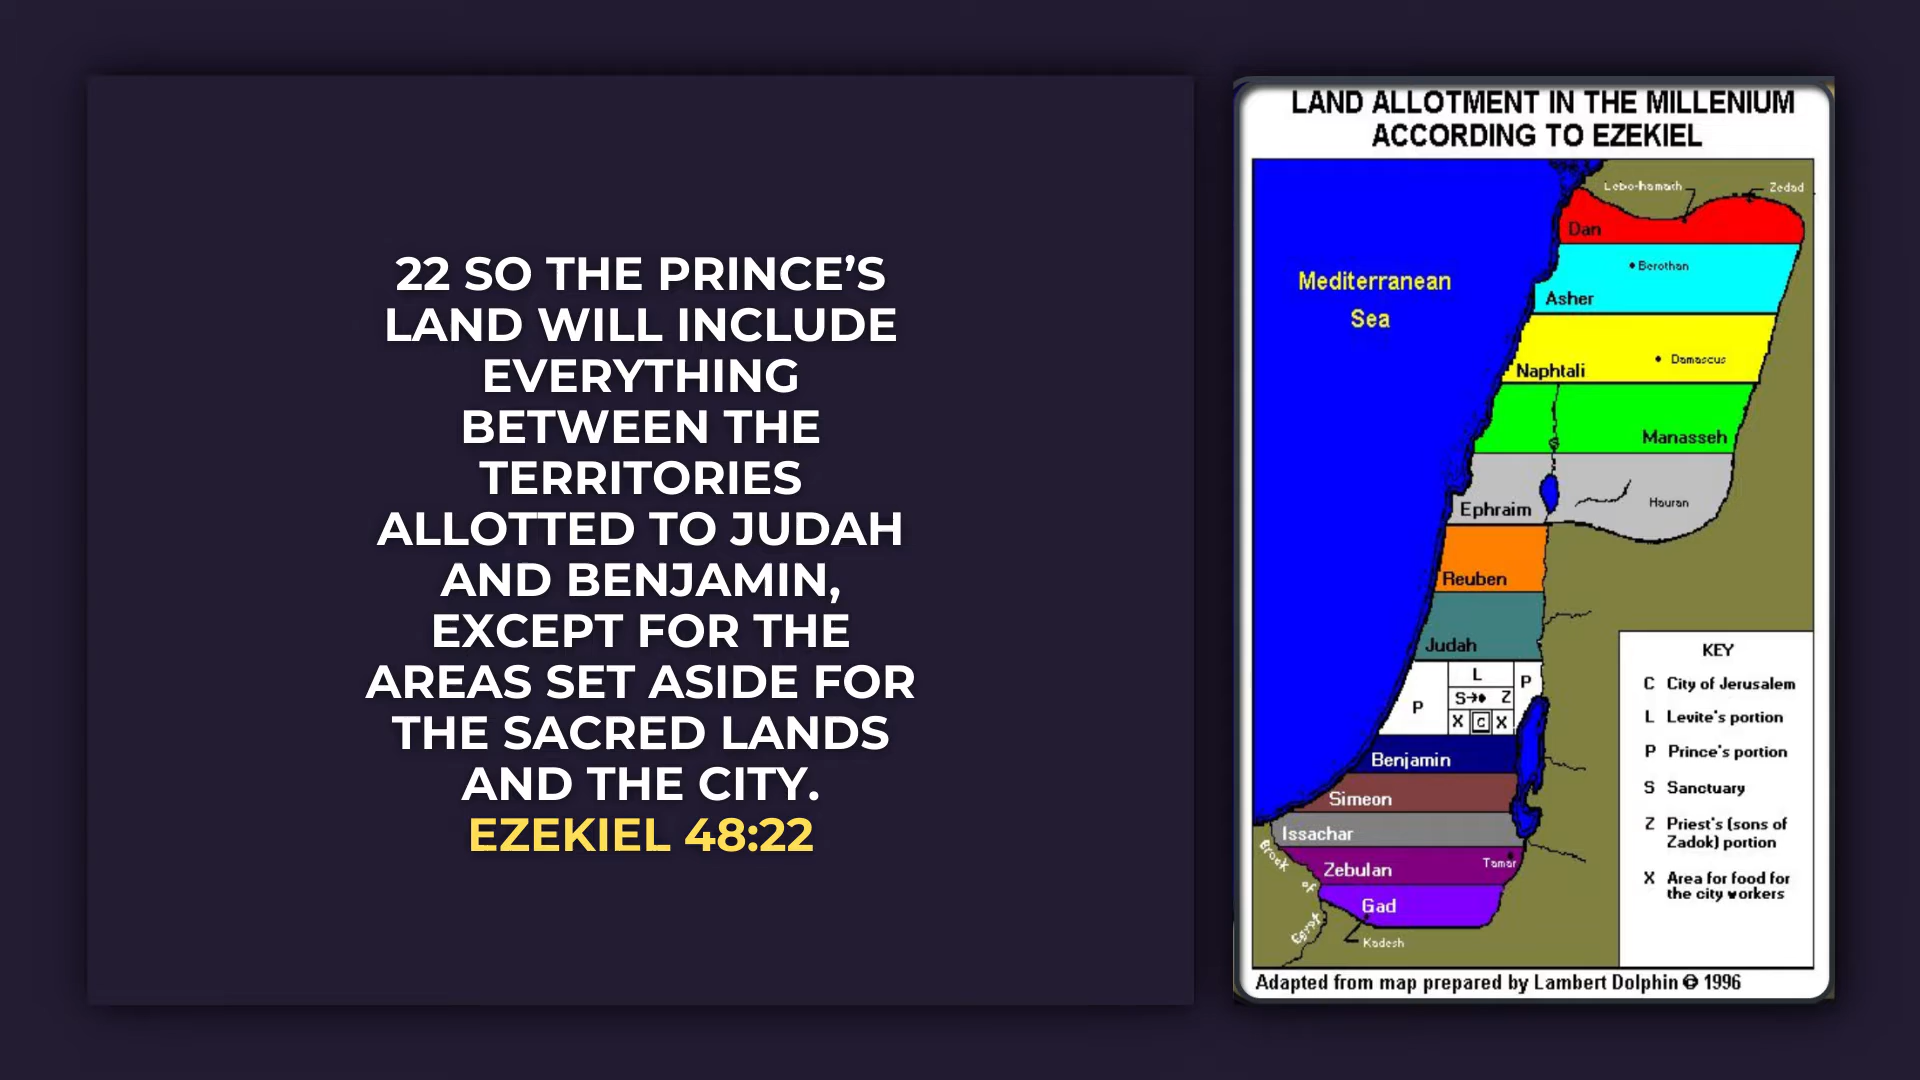 22 SO THE PRINCE’S
LAND WILL INCLUDE
EVERYTHING
BETWEEN THE
TERRITORIES
ALLOTTED TO JUDAH
AND BENJAMIN,
EXCEPT FOR THE
AREAS SET ASIDE FOR
THE SACRED LANDS
AND THE CITY.
EZEKIEL 48:22
LAND ALLOTMENT IN THE MILLENIUM
ACCORDING TO EZEKIEL
Lebo-hamath
Zedad
Dan
Berothah
Asher
Mediterranean
Sea
Damascus
Naphtali
Manasseh
Hauran
Ephraim
Reuben
Judah
L
P
S Z
P
X C X
Benjamin
Simeon
Issachar
Zebulan
Tamar
Gad
Kadesh
Brook
of
Egypt
KEY
C City of Jerusalem
L Levite's portion
P Prince's portion
S Sanctuary
Z Priest's (sons of
Zadok) portion
X Area for food for
the city workers
Adapted from map prepared by Lambert Dolphin © 1996